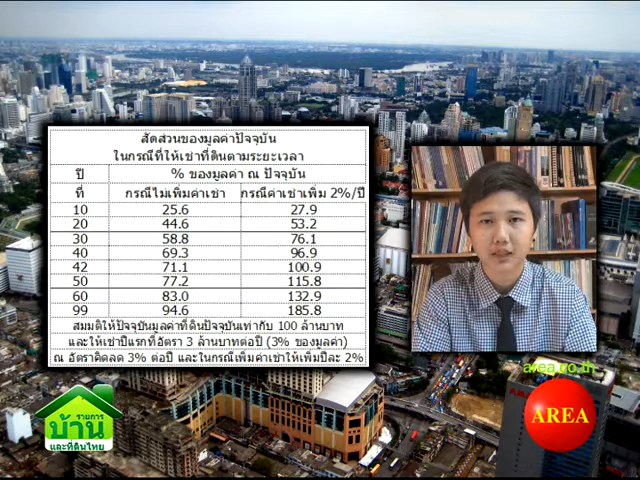 สัดส่วนของมูลค่าปัจจุบัน
ในกรณีที่ให้เช่าที่ดินตามระยะเวลา
ปี % ของมูลค่า ณ ปัจจุบัน
ที่ กรณีไม่เพิ่มค่าเช่า กรณีค่าเช่าเพิ่ม 2%/ปี
10 25.6 27.9
20 44.6 53.2
30 58.8 76.1
40 69.3 96.9
42 71.1 100.9
50 77.2 115.8
60 83.0 132.9
99 94.6 185.8
สมมติให้ปัจจุบันมูลค่าที่ดินปัจจุบันเท่ากับ 100 ล้านบาท
และให้เช่าปีแรกที่อัตรา 3 ล้านบาทต่อปี (3% ของมูลค่า)
ณ อัตราคิดลด 3% ต่อปี และในกรณีเพิ่มค่าเช่าให้เพิ่มปีละ 2%
area.co.th
AREA
รายการ
บ้าน
และที่ดินไทย